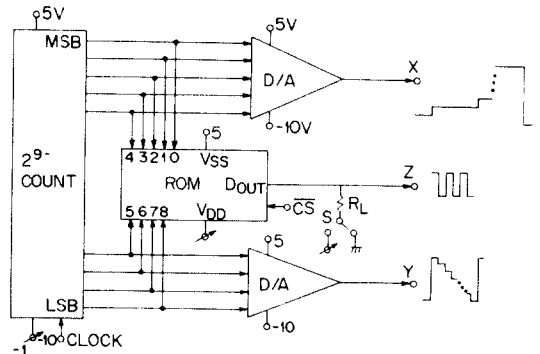 5V
5V
MSB
X
D/A
-10V
5
4 3 2 1 0
VSS
2⁹-
COUNT
ROM
DOUT
Z
CS
RL
VDD
S
5 6 7 8
5
D/A
Y
LSB
-10
-1
-10
CLOCK